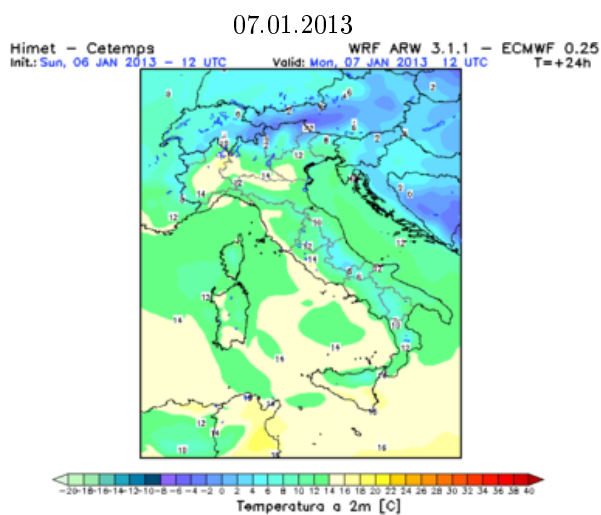 07.01.2013
Himet – Cetemps WRF ARW 3.1.1 – ECMWF 0.25
Init.: Sun, 06 JAN 2013 – 12 UTC Valid: Mon, 07 JAN 2013 12 UTC T=+24h
-20 -18 -16 -14 -12 -10 -8 -6 -4 -2 0 2 4 6 8 10 12 14 16 18 20 22 24 26 28 30 32 34 36 38 40
Temperatura a 2m [C]